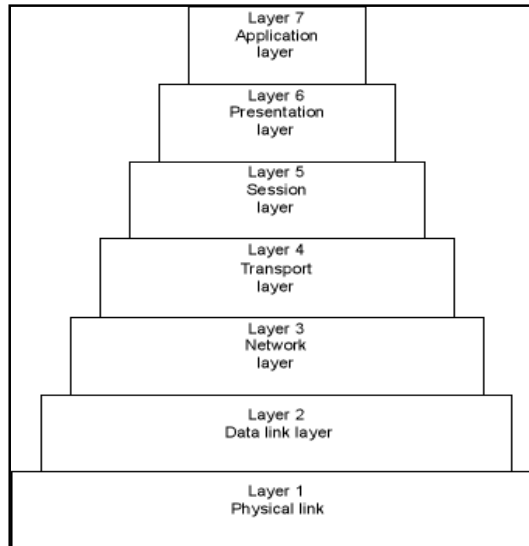 Layer 7
Application
layer
Layer 6
Presentation
layer
Layer 5
Session
layer
Layer 4
Transport
layer
Layer 3
Network
layer
Layer 2
Data link layer
Layer 1
Physical link